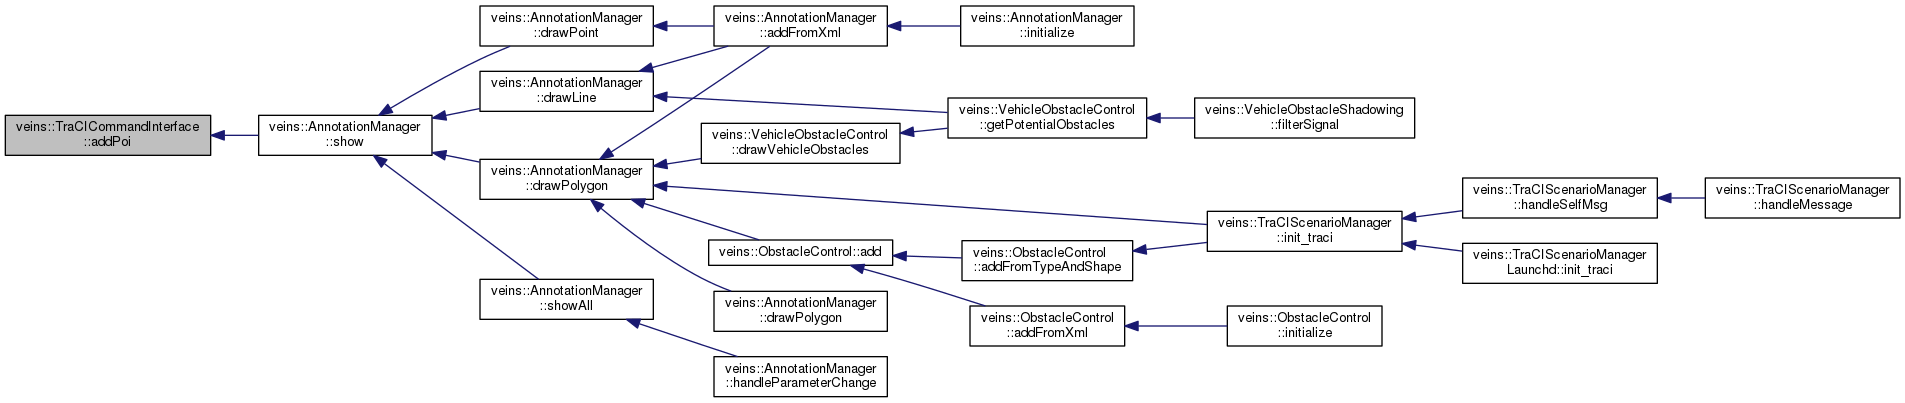 veins::TraCICommandInterface
::addPoi
veins::AnnotationManager
::show
veins::AnnotationManager
::drawPoint
veins::AnnotationManager
::drawLine
veins::AnnotationManager
::drawPolygon
veins::AnnotationManager
::showAll
veins::AnnotationManager
::addFromXml
veins::VehicleObstacleControl
::drawVehicleObstacles
veins::ObstacleControl::add
veins::AnnotationManager
::drawPolygon
veins::AnnotationManager
::handleParameterChange
veins::AnnotationManager
::initialize
veins::VehicleObstacleControl
::getPotentialObstacles
veins::ObstacleControl
::addFromTypeAndShape
veins::ObstacleControl
::addFromXml
veins::VehicleObstacleShadowing
::filterSignal
veins::TraCIScenarioManager
::init_traci
veins::ObstacleControl
::initialize
veins::TraCIScenarioManager
::handleSelfMsg
veins::TraCIScenarioManager
Launchd::init_traci
veins::TraCIScenarioManager
::handleMessage